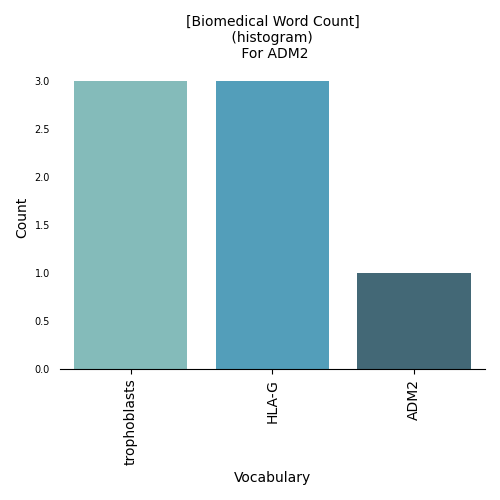 [Biomedical Word Count]
(histogram)
For ADM2
3.0
2.5
2.0
1.5
1.0
0.5
0.0
Count
trophoblasts
HLA-G
ADM2
Vocabulary